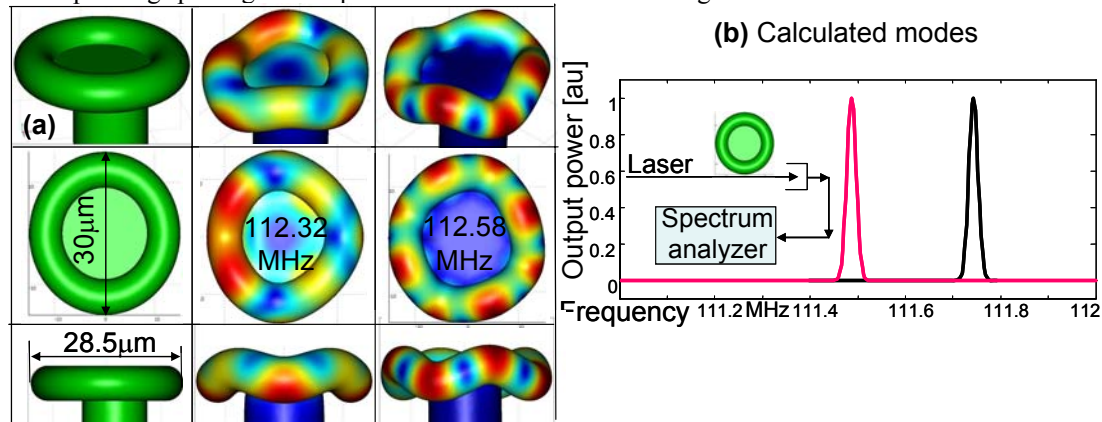 (b) Calculated modes
(a)
30μm
112.32
MHz
112.58
MHz
28.5μm
Output power [au]
1
0.8
0.6
0.4
0.2
0
Laser
Spectrum
analyzer
Frequency 111.2 MHz 111.4 111.6 111.8 112